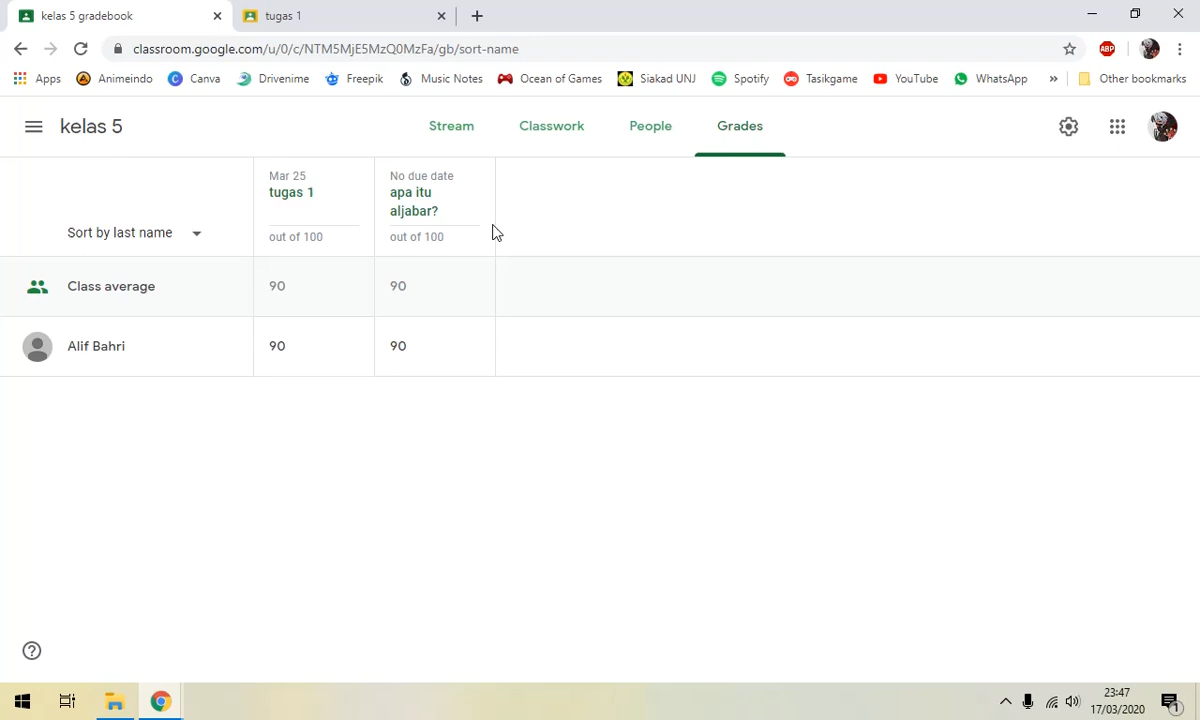 kelas 5 gradebook
tugas 1
classroom.google.com/u/0/c/NTM5MjE5MzQ0MzFa/gb/sort-name
ABP
Apps Animeindo Canva Drivenime Freepik Music Notes Ocean of Games Siakad UNJ Spotify Tasikgame YouTube WhatsApp » Other bookmarks
kelas 5
Stream Classwork People Grades
Mar 25
tugas 1
out of 100
No due date
apa itu
aljabar?
out of 100
Sort by last name
Class average 90 90
Alif Bahri 90 90
23:47
17/03/2020
1